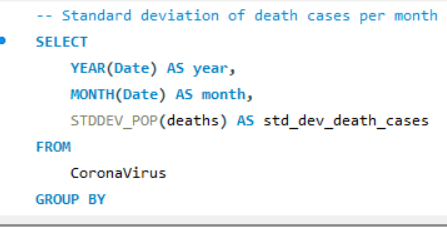 -- Standard deviation of death cases per month
SELECT
YEAR(Date) AS year,
MONTH(Date) AS month,
STDDEV_POP(deaths) AS std_dev_death_cases
FROM
CoronaVirus
GROUP BY